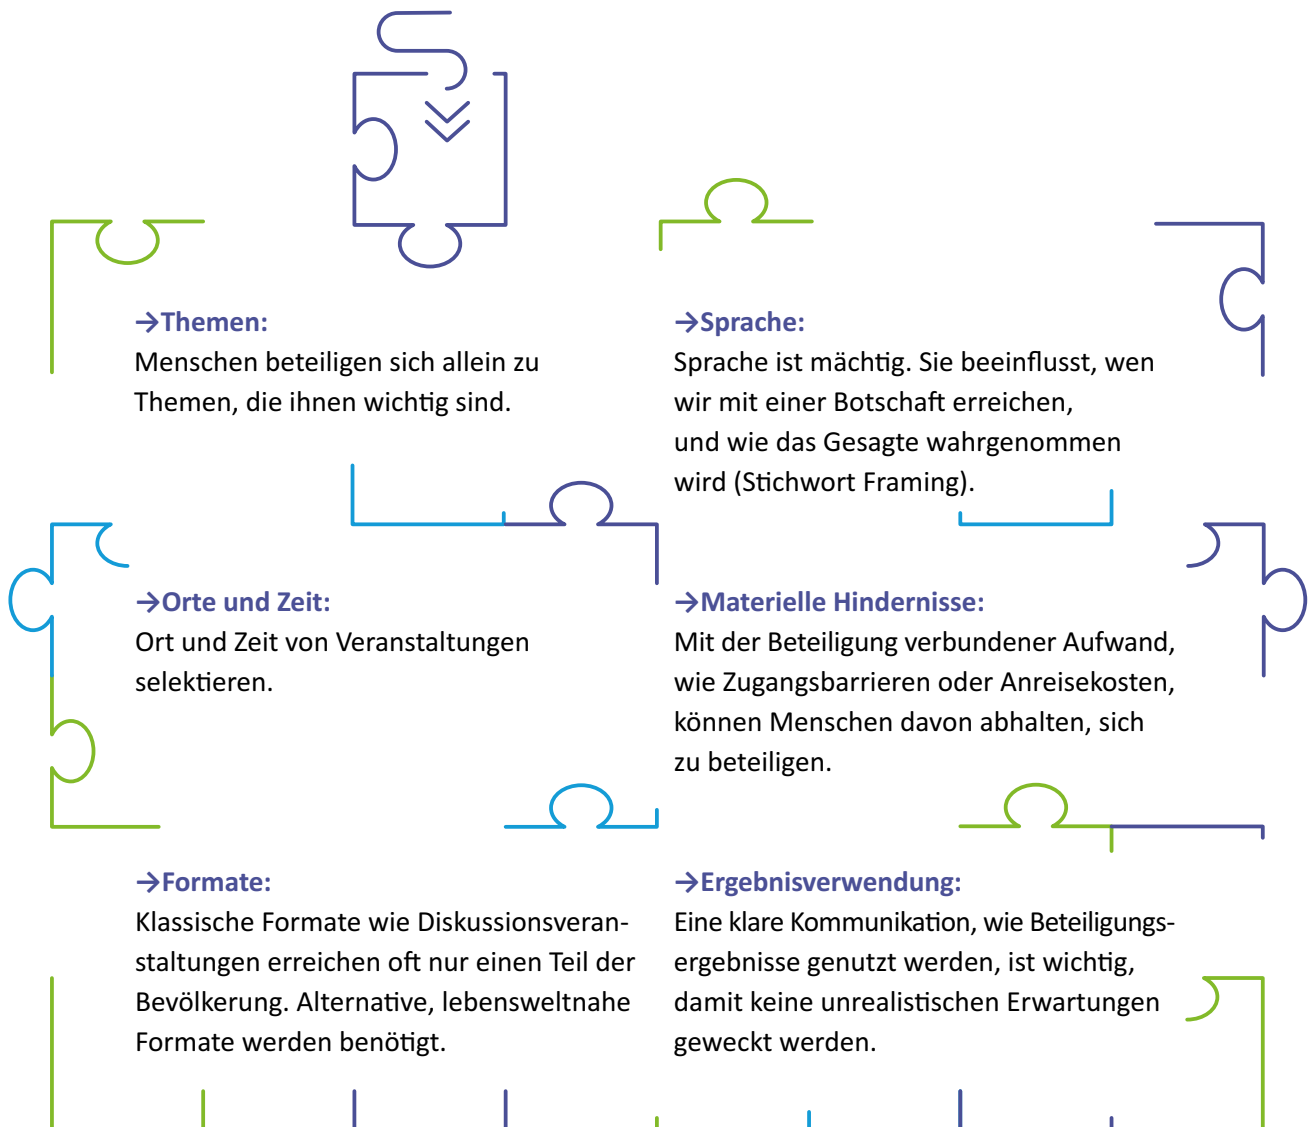 →Themen:
Menschen beteiligen sich allein zu
Themen, die ihnen wichtig sind.
→Sprache:
Sprache ist mächtig. Sie beeinflusst, wen
wir mit einer Botschaft erreichen,
und wie das Gesagte wahrgenommen
wird (Stichwort Framing).
→Orte und Zeit:
Ort und Zeit von Veranstaltungen
selektieren.
→Materielle Hindernisse:
Mit der Beteiligung verbundener Aufwand,
wie Zugangsbarrieren oder Anreisekosten,
können Menschen davon abhalten, sich
zu beteiligen.
→Formate:
Klassische Formate wie Diskussionsveran-
staltungen erreichen oft nur einen Teil der
Bevölkerung. Alternative, lebensweltnahe
Formate werden benötigt.
→Ergebnisverwendung:
Eine klare Kommunikation, wie Beteiligungs-
ergebnisse genutzt werden, ist wichtig,
damit keine unrealistischen Erwartungen
geweckt werden.